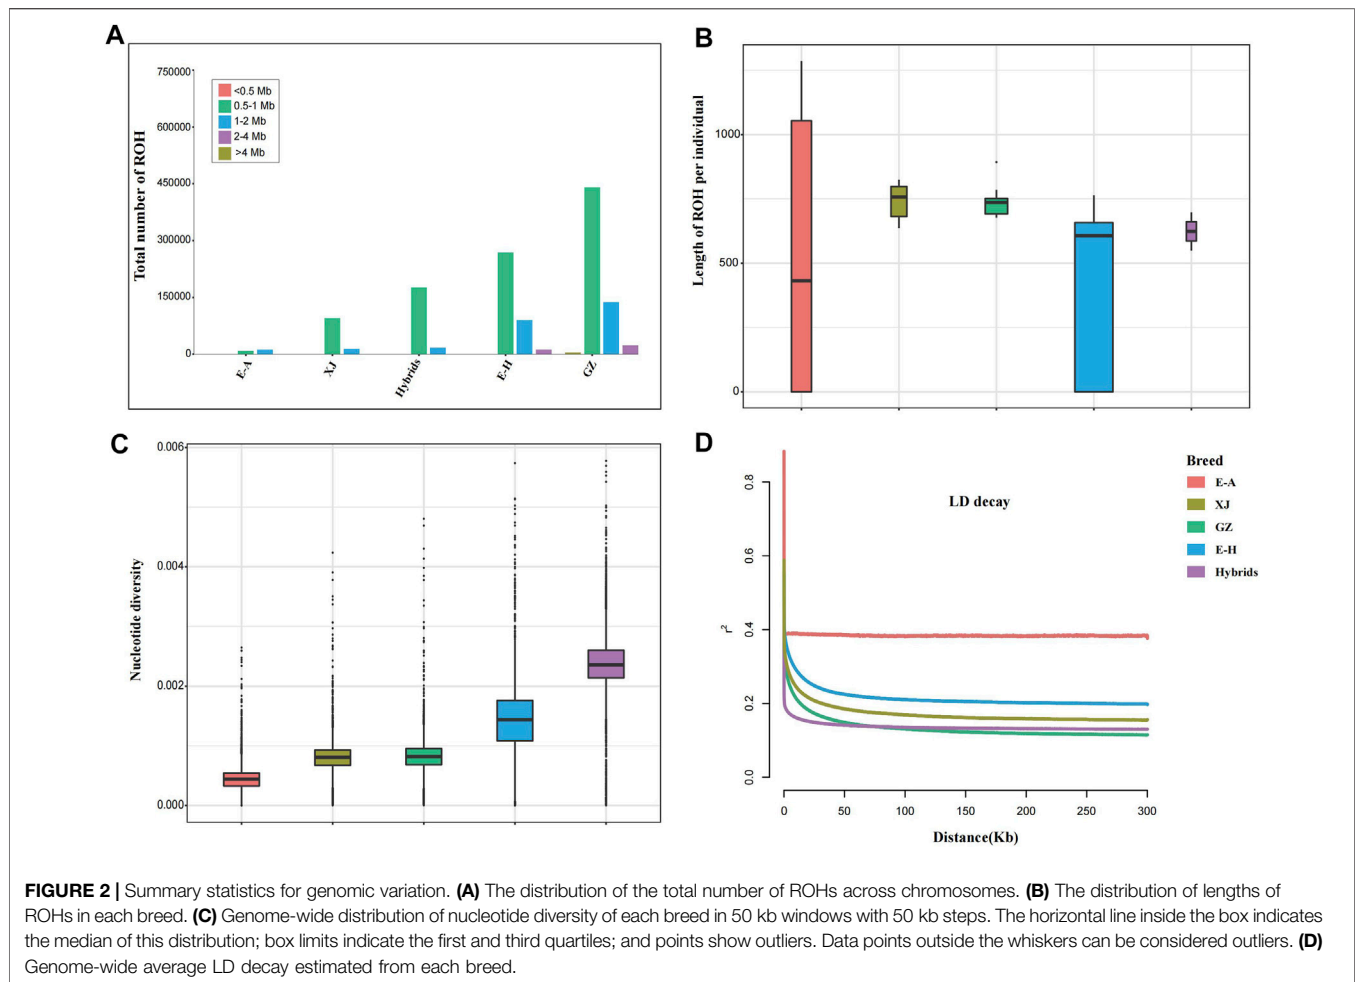 A
750000
600000
450000
300000
150000
0
Total number of ROH
<0.5 Mb
0.5-1 Mb
1-2 Mb
2-4 Mb
>4 Mb
E-A
XJ
Hybrids
E-H
GZ
B
1000
500
0
Length of ROH per individual
C
0.006
0.004
0.002
0.000
Nucleotide diversity
D
LD decay
0.8
0.6
0.4
0.2
0.0
r²
0 50 100 150 200 250 300
Distance(Kb)
Breed
E-A
XJ
GZ
E-H
Hybrids
FIGURE 2 | Summary statistics for genomic variation. (A) The distribution of the total number of ROHs across chromosomes. (B) The distribution of lengths of
ROHs in each breed. (C) Genome-wide distribution of nucleotide diversity of each breed in 50 kb windows with 50 kb steps. The horizontal line inside the box indicates
the median of this distribution; box limits indicate the first and third quartiles; and points show outliers. Data points outside the whiskers can be considered outliers. (D)
Genome-wide average LD decay estimated from each breed.